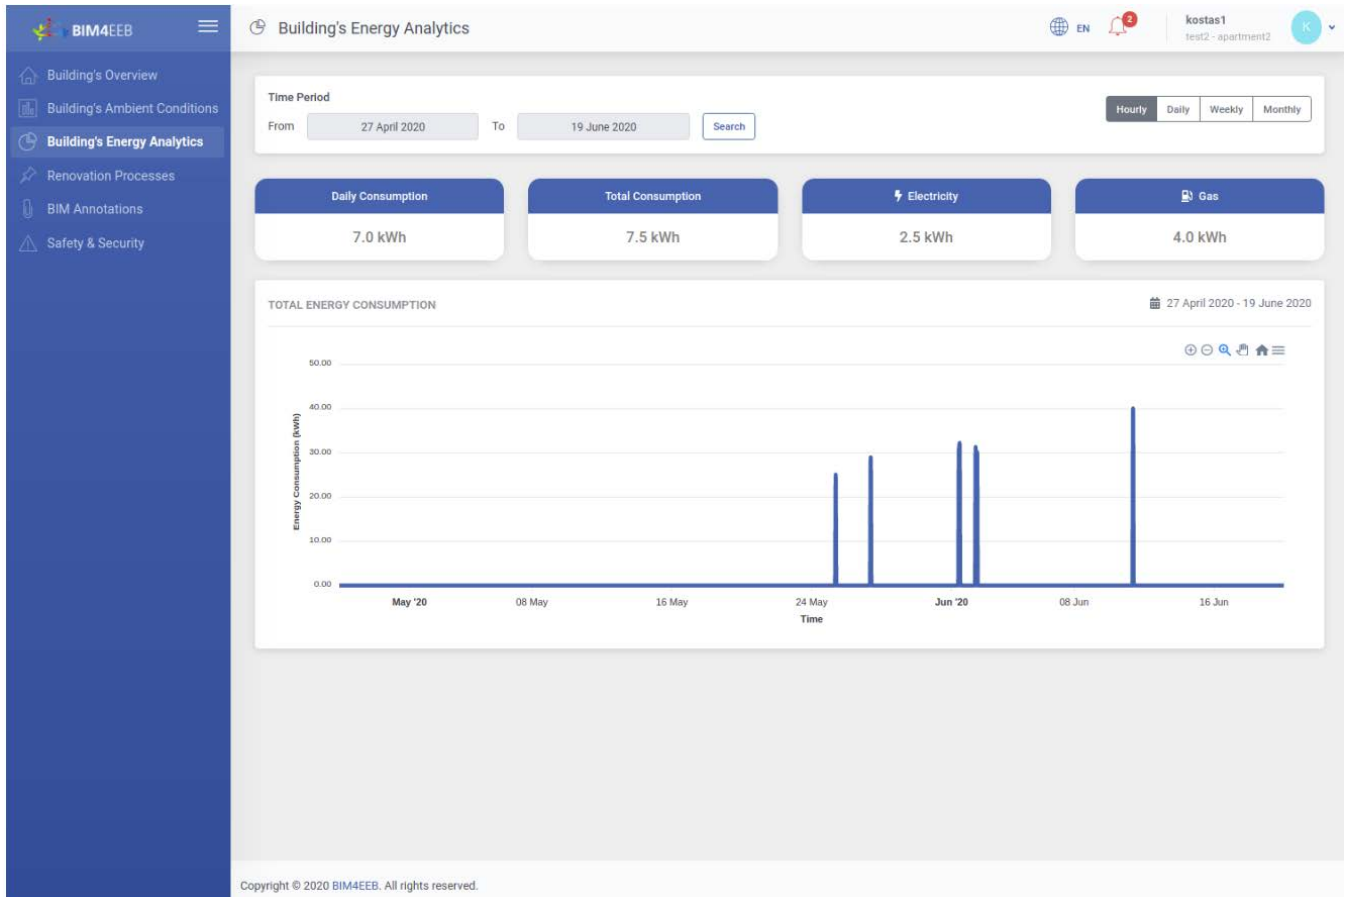 BIM4EEB
Building's Energy Analytics
EN
2
kostas1
test2 - apartment2
K
Building's Overview
Building's Ambient Conditions
Building's Energy Analytics
Renovation Processes
BIM Annotations
Safety & Security
Time Period
From 27 April 2020 To 19 June 2020 Search
Hourly Daily Weekly Monthly
Daily Consumption
7.0 kWh
Total Consumption
7.5 kWh
Electricity
2.5 kWh
Gas
4.0 kWh
TOTAL ENERGY CONSUMPTION
27 April 2020 - 19 June 2020
50.00
40.00
30.00
20.00
10.00
0.00
Energy Consumption (kWh)
May '20 08 May 16 May 24 May Jun '20 08 Jun 16 Jun
Time
Copyright © 2020 BIM4EEB. All rights reserved.